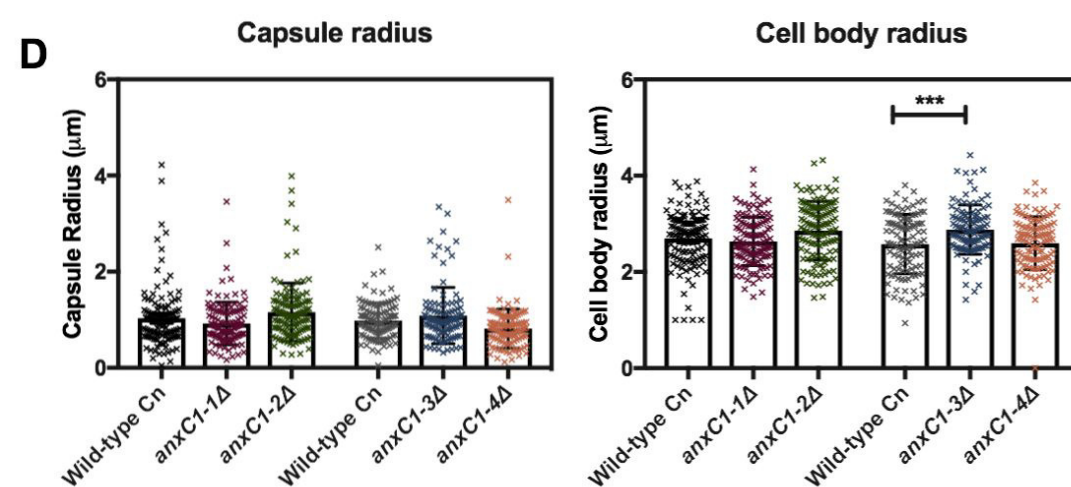 D
Capsule radius
Capsule Radius (μm)
6
4
2
0
Wild-type Cn
anxC1-1Δ
anxC1-2Δ
Wild-type Cn
anxC1-3Δ
anxC1-4Δ
Cell body radius
Cell body radius (μm)
6
4
2
0
***
Wild-type Cn
anxC1-1Δ
anxC1-2Δ
Wild-type Cn
anxC1-3Δ
anxC1-4Δ